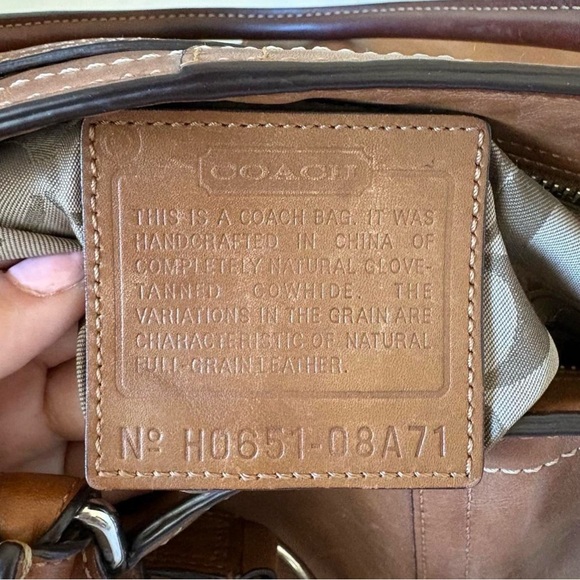 COACH
THIS IS A COACH BAG. IT WAS
HANDCRAFTED IN CHINA OF
COMPLETELY NATURAL GLOVE-
TANNED COWHIDE. THE
VARIATIONS IN THE GRAIN ARE
CHARACTERISTIC OF NATURAL
FULL-GRAIN LEATHER.
Nº H0651-08A71